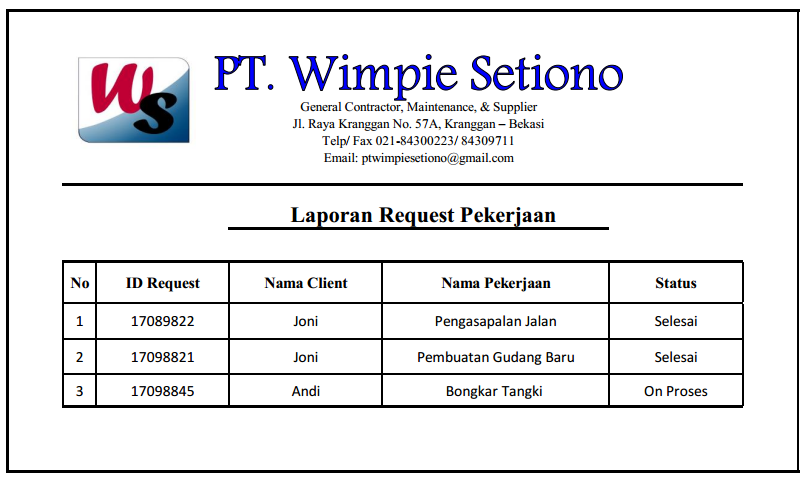 WS
PT. Wimpie Setiono
General Contractor, Maintenance, & Supplier
Jl. Raya Kranggan No. 57A, Kranggan – Bekasi
Telp/ Fax 021-84300223/ 84309711
Email: ptwimpiesetiono@gmail.com
Laporan Request Pekerjaan
No ID Request Nama Client Nama Pekerjaan Status
1 17089822 Joni Pengasapalan Jalan Selesai
2 17098821 Joni Pembuatan Gudang Baru Selesai
3 17098845 Andi Bongkar Tangki On Proses